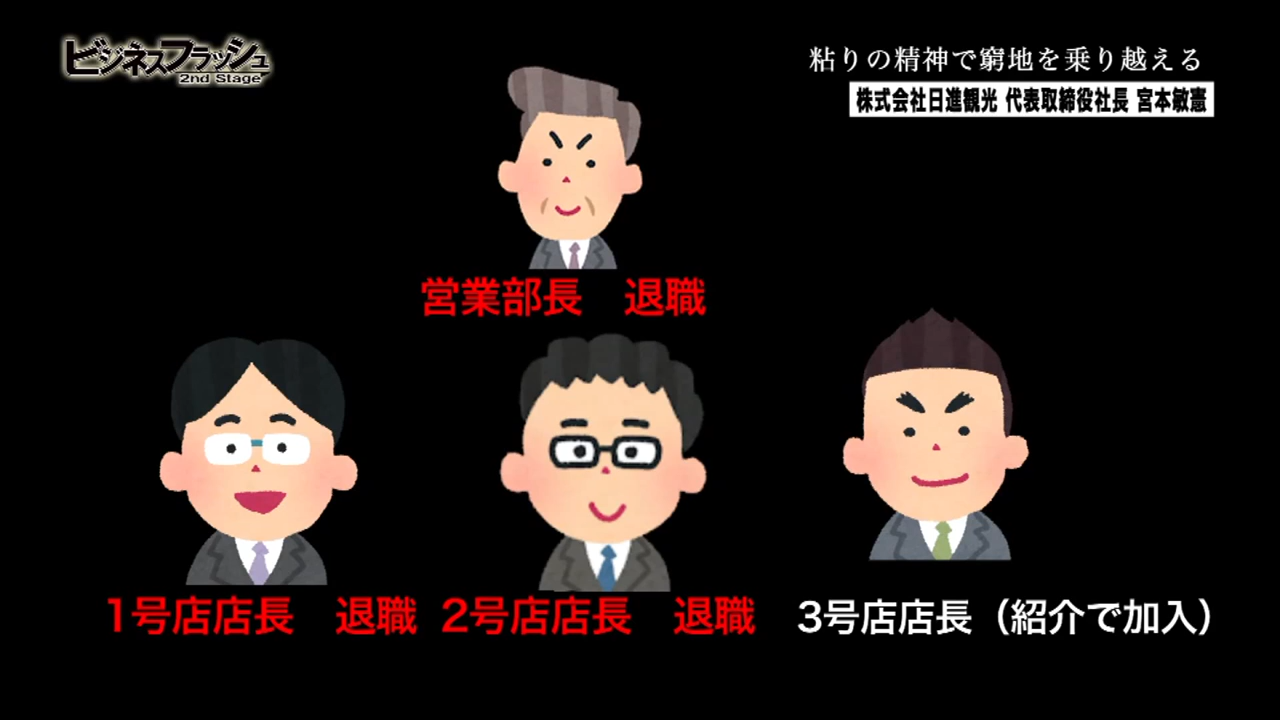 ビジネスフラッシュ
2nd Stage
粘りの精神で窮地を乗り越える
株式会社日進観光 代表取締役社長 宮本敏憲
営業部長　退職
1号店店長　退職
2号店店長　退職
3号店店長（紹介で加入）